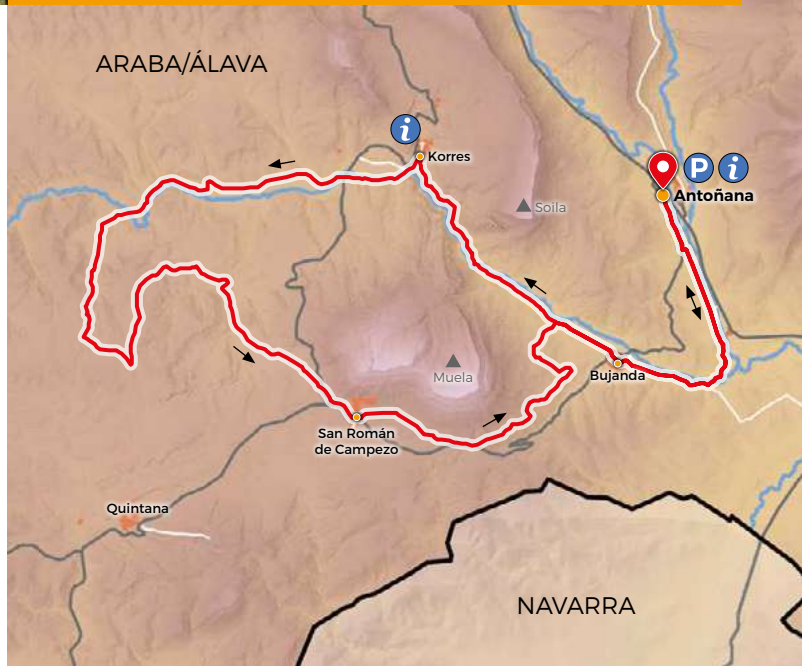 ARABA/ÁLAVA
i
Korres
P
i
Antoñana
Soila
Muela
Bujanda
San Román
de Campezo
Quintana
NAVARRA